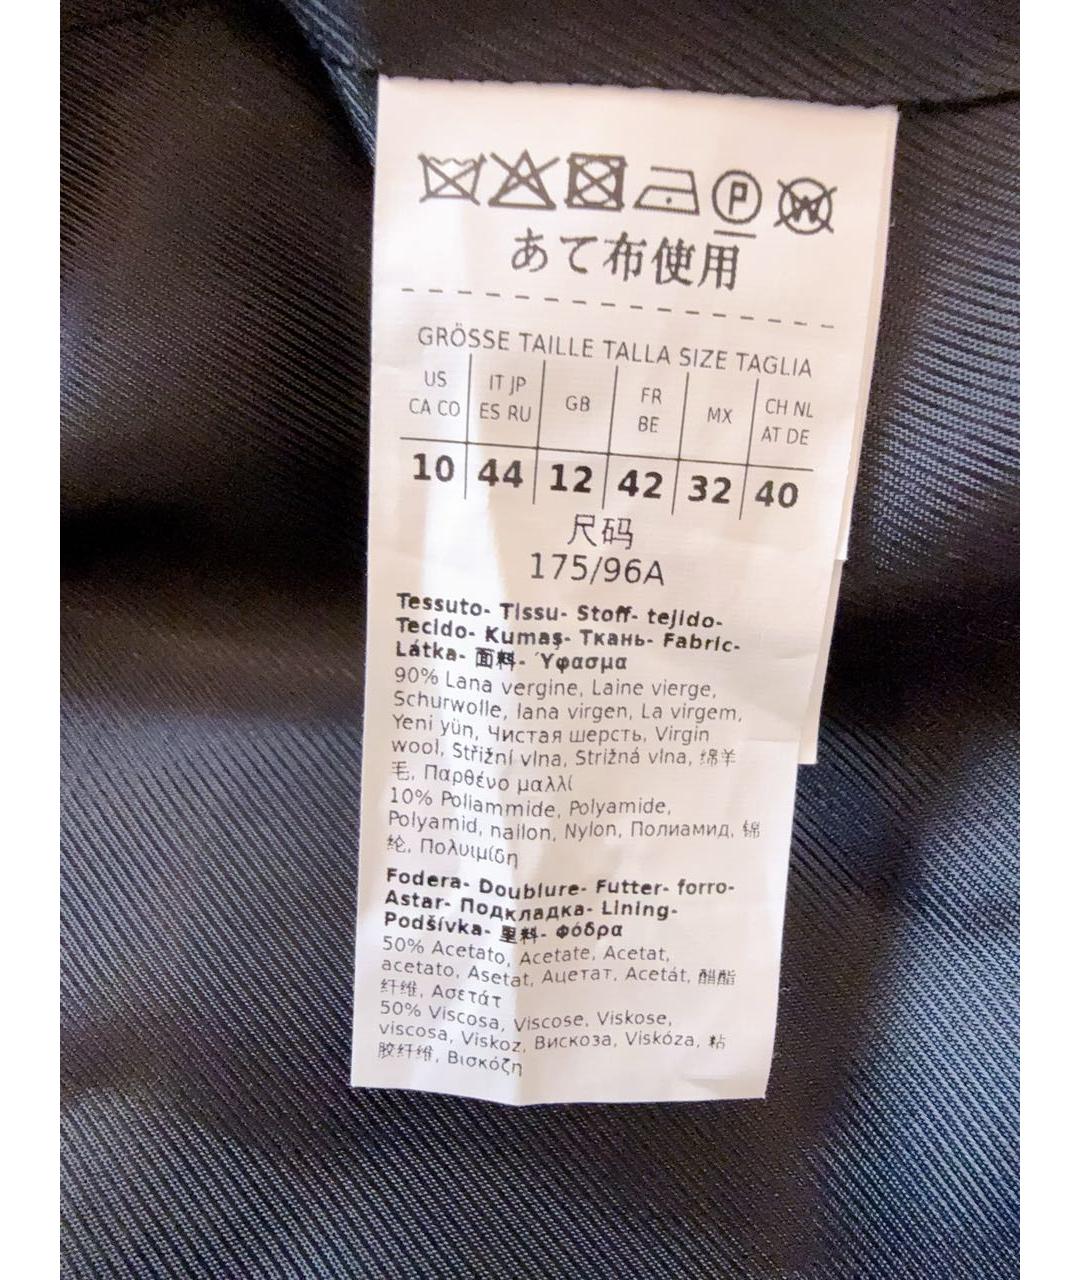 P W
あて布使用
GRÖSSE TAILLE TALLA SIZE TAGLIA
US IT JP GB FR MX CH NL
CA CO ES RU BE AT DE
10 44 12 42 32 40
尺码
175/96A
Tessuto- Tissu- Stoff- tejido-
Tecido- Kumaş- Ткань- Fabric-
Látka- 面料- Ύφασμα
90% Lana vergine, Laine vierge,
Schurwolle, lana virgen, La virgem,
Yeni yün, Чистая шерсть, Virgin
wool, Střižní vlna, Strižná vlna, 绵羊
毛, Παρθένο μαλλί
10% Poliammide, Polyamide,
Polyamid, nailon, Nylon, Полиамид, 锦
纶, Πολυιμίδη
Fodera- Doublure- Futter- forro-
Astar- Подкладка- Lining-
Podšívka- 里料- Φόδρα
50% Acetato, Acetate, Acetat,
acetato, Asetat, Ацетат, Acetát, 醋酯
纤维, Ασετάτ
50% Viscosa, Viscose, Viskose,
viscosa, Viskoz, Вискоза, Viskóza, 粘
胶纤维, Βισκόζη